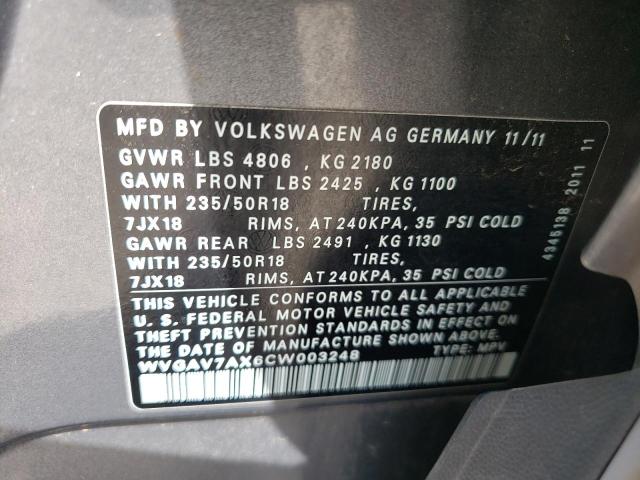 MFD BY VOLKSWAGEN AG GERMANY 11/11
GVWR LBS 4806 , KG 2180
GAWR FRONT LBS 2425 , KG 1100
WITH 235/50R18 TIRES,
7JX18 RIMS, AT 240KPA, 35 PSI COLD
GAWR REAR LBS 2491 , KG 1130
WITH 235/50R18 TIRES,
7JX18 RIMS, AT 240KPA, 35 PSI COLD
THIS VEHICLE CONFORMS TO ALL APPLICABLE
U. S. FEDERAL MOTOR VEHICLE SAFETY AND
THEFT PREVENTION STANDARDS IN EFFECT ON
THE DATE OF MANUFACTURE SHOWN ABOVE.
WVGAV7AX6CW003248 TYPE: MPV
4345138 2011 11